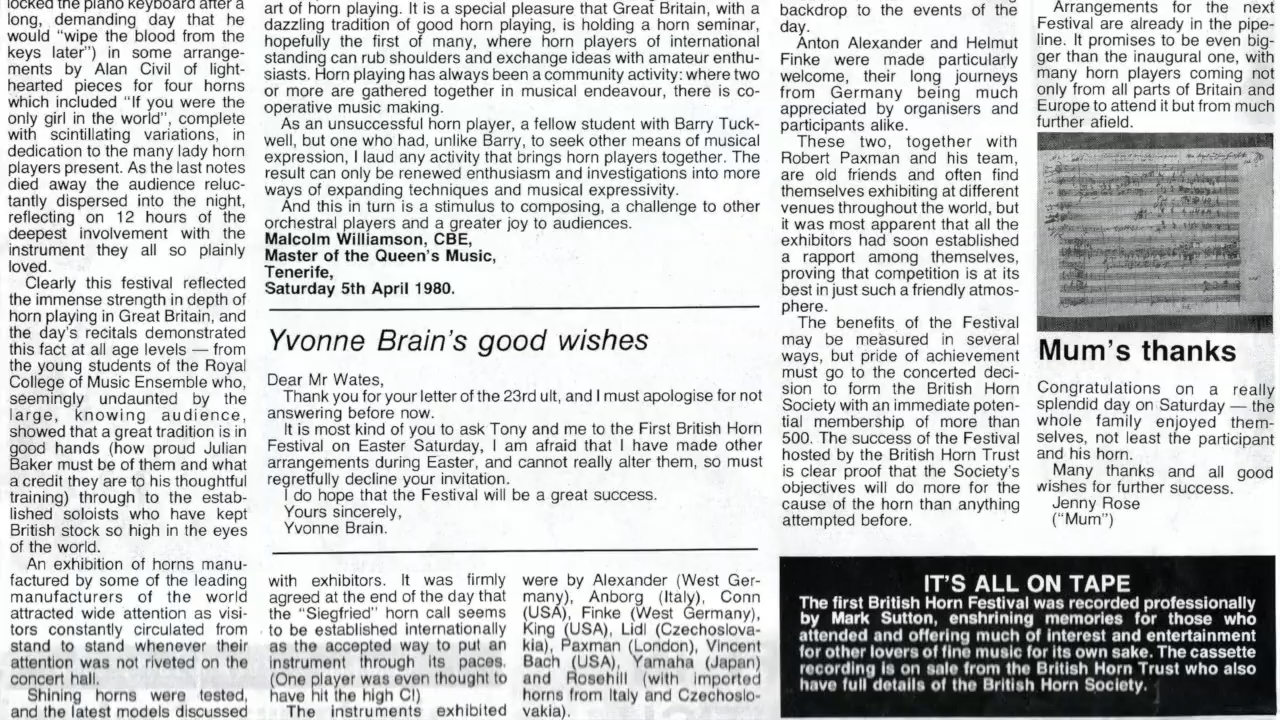 locked the piano keyboard after a
long, demanding day that he
would "wipe the blood from the
keys later") in some arrange-
ments by Alan Civil of light-
hearted pieces for four horns
which included "If you were the
only girl in the world", complete
with scintillating variations, in
dedication to the many lady horn
players present. As the last notes
died away the audience reluc-
tantly dispersed into the night,
reflecting on 12 hours of the
deepest involvement with the
instrument they all so plainly
loved.
Clearly this festival reflected
the immense strength in depth of
horn playing in Great Britain, and
the day's recitals demonstrated
this fact at all age levels — from
the young students of the Royal
College of Music Ensemble who,
seemingly undaunted by the
large, knowing audience,
showed that a great tradition is in
good hands (how proud Julian
Baker must be of them and what
a credit they are to his thoughtful
training) through to the estab-
lished soloists who have kept
British stock so high in the eyes
of the world.
An exhibition of horns manu-
factured by some of the leading
manufacturers of the world
attracted wide attention as visi-
tors constantly circulated from
stand to stand whenever their
attention was not riveted on the
concert hall.
Shining horns were tested,
and the latest models discussed
art of horn playing. It is a special pleasure that Great Britain, with a
dazzling tradition of good horn playing, is holding a horn seminar,
hopefully the first of many, where horn players of international
standing can rub shoulders and exchange ideas with amateur enthu-
siasts. Horn playing has always been a community activity: where two
or more are gathered together in musical endeavour, there is co-
operative music making.
As an unsuccessful horn player, a fellow student with Barry Tuck-
well, but one who had, unlike Barry, to seek other means of musical
expression, I laud any activity that brings horn players together. The
result can only be renewed enthusiasm and investigations into more
ways of expanding techniques and musical expressivity.
And this in turn is a stimulus to composing, a challenge to other
orchestral players and a greater joy to audiences.
Malcolm Williamson, CBE,
Master of the Queen's Music,
Tenerife,
Saturday 5th April 1980.
Yvonne Brain's good wishes
Dear Mr Wates,
Thank you for your letter of the 23rd ult, and I must apologise for not
answering before now.
It is most kind of you to ask Tony and me to the First British Horn
Festival on Easter Saturday, I am afraid that I have made other
arrangements during Easter, and cannot really alter them, so must
regretfully decline your invitation.
I do hope that the Festival will be a great success.
Yours sincerely,
Yvonne Brain.
with exhibitors. It was firmly
agreed at the end of the day that
the "Siegfried" horn call seems
to be established internationally
as the accepted way to put an
instrument through its paces.
(One player was even thought to
have hit the high C!)
The instruments exhibited
were by Alexander (West Ger-
many), Anborg (Italy), Conn
(USA), Finke (West Germany),
King (USA), Lidl (Czechoslova-
kia), Paxman (London), Vincent
Bach (USA), Yamaha (Japan)
and Rosehill (with imported
horns from Italy and Czechoslo-
vakia).
backdrop to the events of the
day.
Anton Alexander and Helmut
Finke were made particularly
welcome, their long journeys
from Germany being much
appreciated by organisers and
participants alike.
These two, together with
Robert Paxman and his team,
are old friends and often find
themselves exhibiting at different
venues throughout the world, but
it was most apparent that all the
exhibitors had soon established
a rapport among themselves,
proving that competition is at its
best in just such a friendly atmos-
phere.
The benefits of the Festival
may be measured in several
ways, but pride of achievement
must go to the concerted deci-
sion to form the British Horn
Society with an immediate poten-
tial membership of more than
500. The success of the Festival
hosted by the British Horn Trust
is clear proof that the Society's
objectives will do more for the
cause of the horn than anything
attempted before.
Arrangements for the next
Festival are already in the pipe-
line. It promises to be even big-
ger than the inaugural one, with
many horn players coming not
only from all parts of Britain and
Europe to attend it but from much
further afield.
Mum's thanks
Congratulations on a really
splendid day on Saturday — the
whole family enjoyed them-
selves, not least the participant
and his horn.
Many thanks and all good
wishes for further success.
Jenny Rose
("Mum")
IT'S ALL ON TAPE
The first British Horn Festival was recorded professionally
by Mark Sutton, enshrining memories for those who
attended and offering much of interest and entertainment
for other lovers of fine music for its own sake. The cassette
recording is on sale from the British Horn Trust who also
have full details of the British Horn Society.